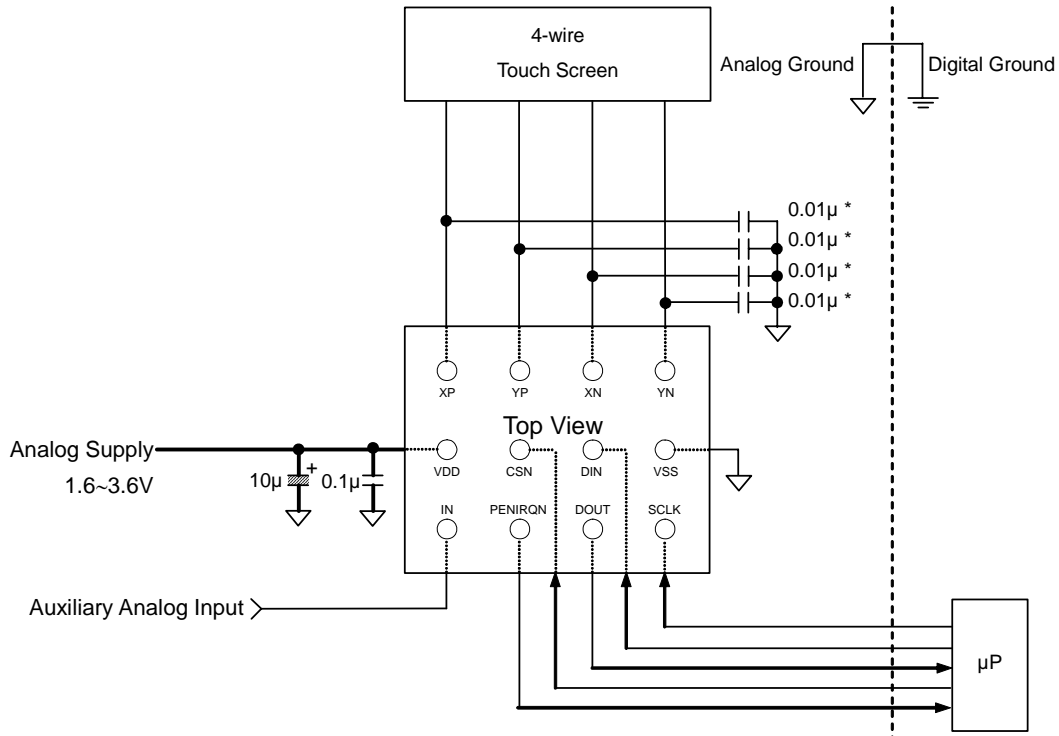 4-wire
Touch Screen
Analog Ground
Digital Ground
0.01µ *
0.01µ *
0.01µ *
0.01µ *
XP
YP
XN
YN
Top View
Analog Supply
1.6~3.6V
10µ
+
0.1µ
VDD
CSN
DIN
VSS
IN
PENIRQN
DOUT
SCLK
Auxiliary Analog Input
µP